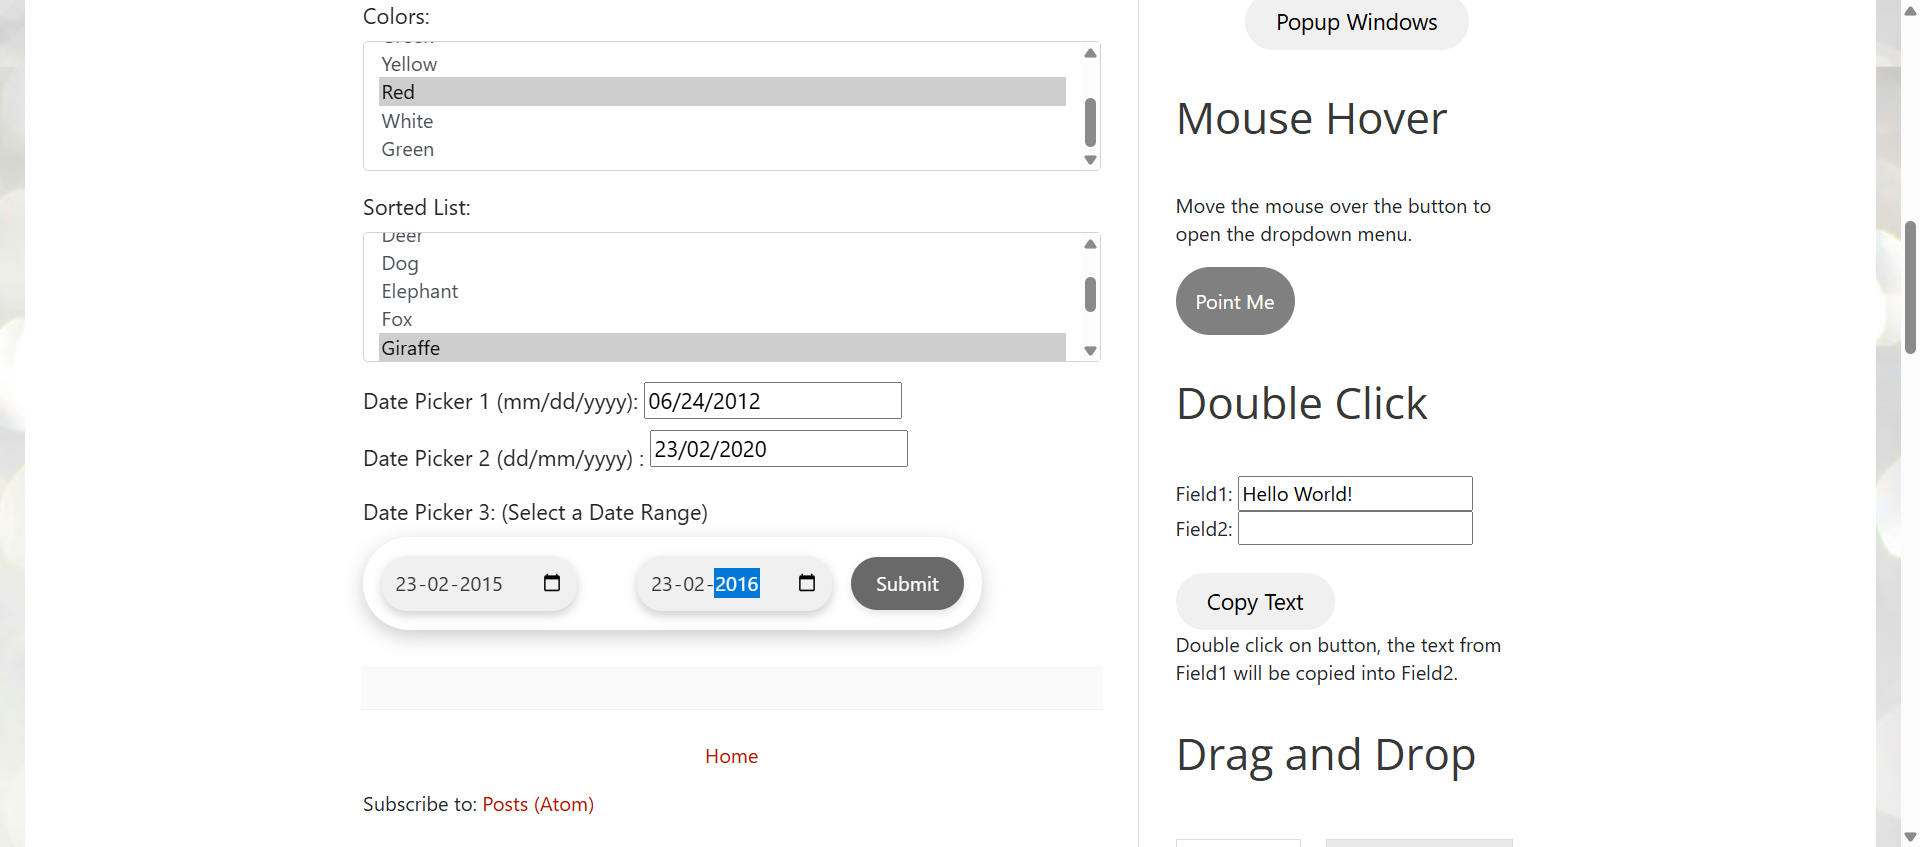 Colors:
Yellow
Red
White
Green
Sorted List:
Deer
Dog
Elephant
Fox
Giraffe
Date Picker 1 (mm/dd/yyyy): 06/24/2012
Date Picker 2 (dd/mm/yyyy) : 23/02/2020
Date Picker 3: (Select a Date Range)
23-02-2015 23-02-2016 Submit
Home
Subscribe to: Posts (Atom)
Popup Windows
Mouse Hover
Move the mouse over the button to
open the dropdown menu.
Point Me
Double Click
Field1: Hello World!
Field2:
Copy Text
Double click on button, the text from
Field1 will be copied into Field2.
Drag and Drop